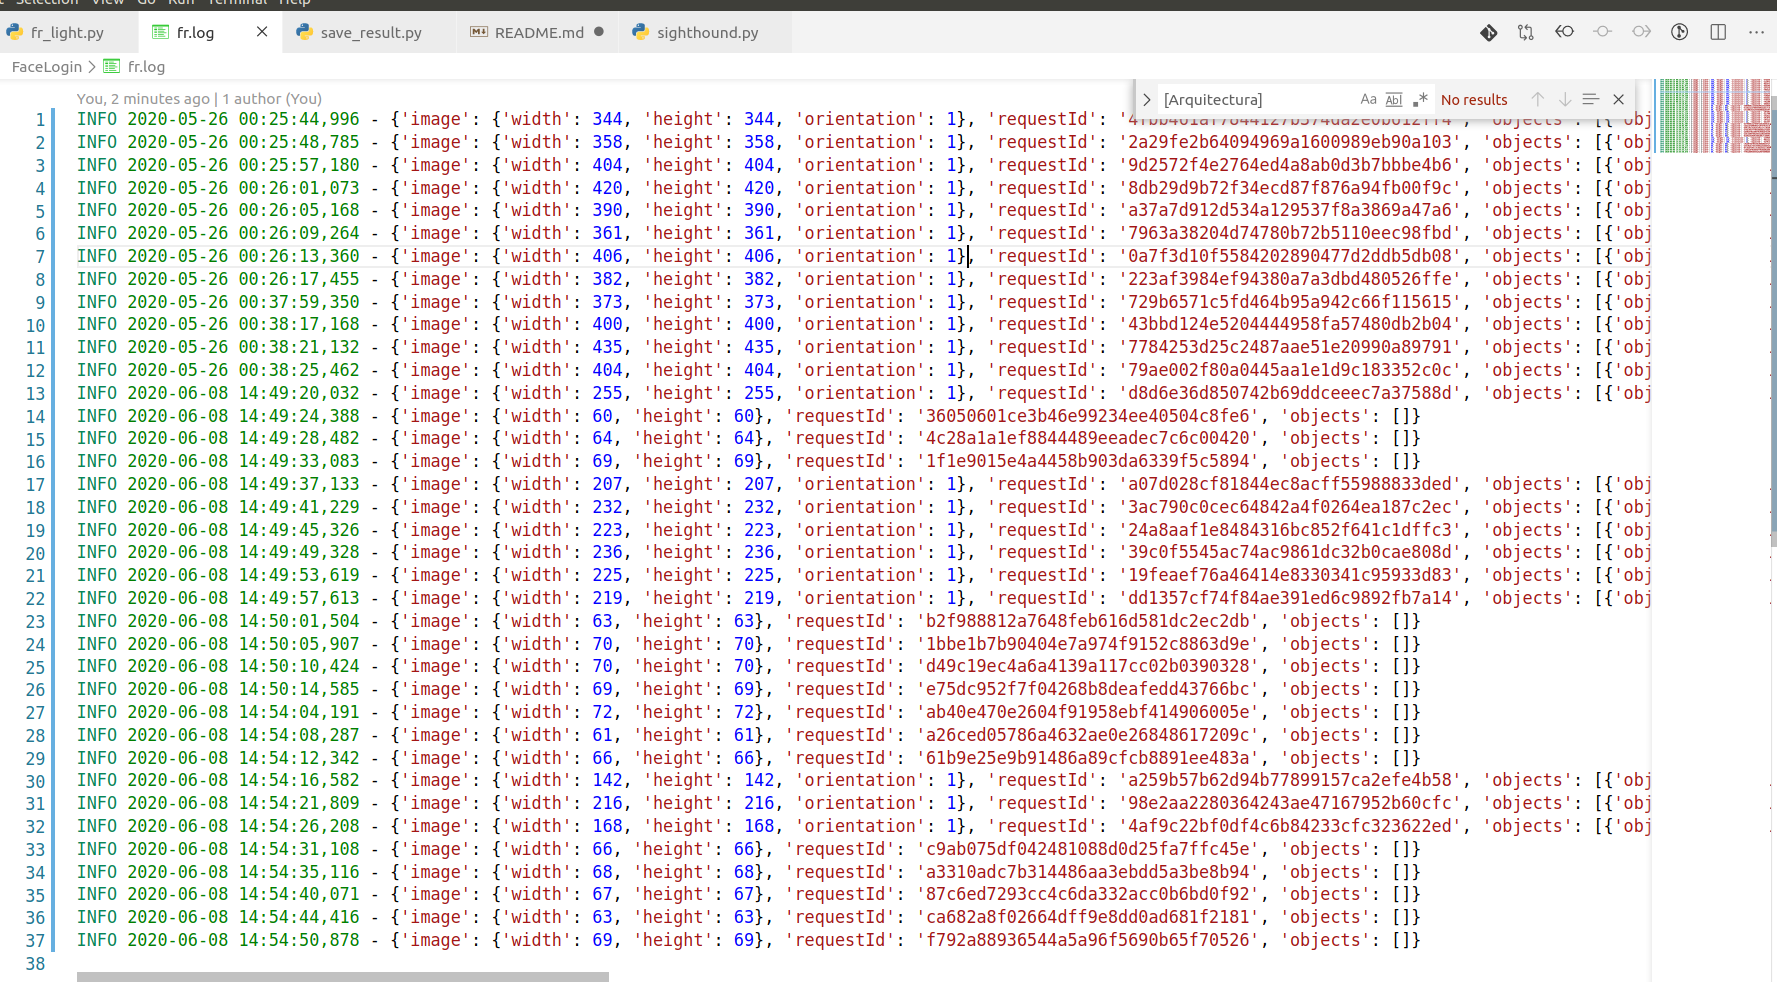 Selection View Go Run Terminal Help
fr_light.py fr.log save_result.py README.md sighthound.py
FaceLogin > fr.log
You, 2 minutes ago | 1 author (You)
[Arquitectura] Aa Abl .* No results
1 INFO 2020-05-26 00:25:44,996 - {'image': {'width': 344, 'height': 344, 'orientation': 1}, 'requestId': '4fbb401af7844127b574da2e0b612ff4', 'objects': [{'obj
2 INFO 2020-05-26 00:25:48,785 - {'image': {'width': 358, 'height': 358, 'orientation': 1}, 'requestId': '2a29fe2b64094969a1600989eb90a103', 'objects': [{'obj
3 INFO 2020-05-26 00:25:57,180 - {'image': {'width': 404, 'height': 404, 'orientation': 1}, 'requestId': '9d2572f4e2764ed4a8ab0d3b7bbbe4b6', 'objects': [{'obj
4 INFO 2020-05-26 00:26:01,073 - {'image': {'width': 420, 'height': 420, 'orientation': 1}, 'requestId': '8db29d9b72f34ecd87f876a94fb00f9c', 'objects': [{'obj
5 INFO 2020-05-26 00:26:05,168 - {'image': {'width': 390, 'height': 390, 'orientation': 1}, 'requestId': 'a37a7d912d534a129537f8a3869a47a6', 'objects': [{'obj
6 INFO 2020-05-26 00:26:09,264 - {'image': {'width': 361, 'height': 361, 'orientation': 1}, 'requestId': '7963a38204d74780b72b5110eec98fbd', 'objects': [{'obj
7 INFO 2020-05-26 00:26:13,360 - {'image': {'width': 406, 'height': 406, 'orientation': 1}, 'requestId': '0a7f3d10f5584202890477d2ddb5db08', 'objects': [{'obj
8 INFO 2020-05-26 00:26:17,455 - {'image': {'width': 382, 'height': 382, 'orientation': 1}, 'requestId': '223af3984ef94380a7a3dbd480526ffe', 'objects': [{'obj
9 INFO 2020-05-26 00:37:59,350 - {'image': {'width': 373, 'height': 373, 'orientation': 1}, 'requestId': '729b6571c5fd464b95a942c66f115615', 'objects': [{'obj
10 INFO 2020-05-26 00:38:17,168 - {'image': {'width': 400, 'height': 400, 'orientation': 1}, 'requestId': '43bbd124e5204444958fa57480db2b04', 'objects': [{'obj
11 INFO 2020-05-26 00:38:21,132 - {'image': {'width': 435, 'height': 435, 'orientation': 1}, 'requestId': '7784253d25c2487aae51e20990a89791', 'objects': [{'obj
12 INFO 2020-05-26 00:38:25,462 - {'image': {'width': 404, 'height': 404, 'orientation': 1}, 'requestId': '79ae002f80a0445aa1e1d9c183352c0c', 'objects': [{'obj
13 INFO 2020-06-08 14:49:20,032 - {'image': {'width': 255, 'height': 255, 'orientation': 1}, 'requestId': 'd8d6e36d850742b69ddceeec7a37588d', 'objects': [{'obj
14 INFO 2020-06-08 14:49:24,388 - {'image': {'width': 60, 'height': 60}, 'requestId': '36050601ce3b46e99234ee40504c8fe6', 'objects': []}
15 INFO 2020-06-08 14:49:28,482 - {'image': {'width': 64, 'height': 64}, 'requestId': '4c28a1a1ef8844489eeadec7c6c00420', 'objects': []}
16 INFO 2020-06-08 14:49:33,083 - {'image': {'width': 69, 'height': 69}, 'requestId': '1f1e9015e4a4458b903da6339f5c5894', 'objects': []}
17 INFO 2020-06-08 14:49:37,133 - {'image': {'width': 207, 'height': 207, 'orientation': 1}, 'requestId': 'a07d028cf81844ec8acff55988833ded', 'objects': [{'obj
18 INFO 2020-06-08 14:49:41,229 - {'image': {'width': 232, 'height': 232, 'orientation': 1}, 'requestId': '3ac790c0cec64842a4f0264ea187c2ec', 'objects': [{'obj
19 INFO 2020-06-08 14:49:45,326 - {'image': {'width': 223, 'height': 223, 'orientation': 1}, 'requestId': '24a8aaf1e8484316bc852f641c1dffc3', 'objects': [{'obj
20 INFO 2020-06-08 14:49:49,328 - {'image': {'width': 236, 'height': 236, 'orientation': 1}, 'requestId': '39c0f5545ac74ac9861dc32b0cae808d', 'objects': [{'obj
21 INFO 2020-06-08 14:49:53,619 - {'image': {'width': 225, 'height': 225, 'orientation': 1}, 'requestId': '19feaef76a46414e8330341c95933d83', 'objects': [{'obj
22 INFO 2020-06-08 14:49:57,613 - {'image': {'width': 219, 'height': 219, 'orientation': 1}, 'requestId': 'dd1357cf74f84ae391ed6c9892fb7a14', 'objects': [{'obj
23 INFO 2020-06-08 14:50:01,504 - {'image': {'width': 63, 'height': 63}, 'requestId': 'b2f988812a7648feb616d581dc2ec2db', 'objects': []}
24 INFO 2020-06-08 14:50:05,907 - {'image': {'width': 70, 'height': 70}, 'requestId': '1bbe1b7b90404e7a974f9152c8863d9e', 'objects': []}
25 INFO 2020-06-08 14:50:10,424 - {'image': {'width': 70, 'height': 70}, 'requestId': 'd49c19ec4a6a4139a117cc02b0390328', 'objects': []}
26 INFO 2020-06-08 14:50:14,585 - {'image': {'width': 69, 'height': 69}, 'requestId': 'e75dc952f7f04268b8deafedd43766bc', 'objects': []}
27 INFO 2020-06-08 14:54:04,191 - {'image': {'width': 72, 'height': 72}, 'requestId': 'ab40e470e2604f91958ebf414906005e', 'objects': []}
28 INFO 2020-06-08 14:54:08,287 - {'image': {'width': 61, 'height': 61}, 'requestId': 'a26ced05786a4632ae0e26848617209c', 'objects': []}
29 INFO 2020-06-08 14:54:12,342 - {'image': {'width': 66, 'height': 66}, 'requestId': '61b9e25e9b91486a89cfcb8891ee483a', 'objects': []}
30 INFO 2020-06-08 14:54:16,582 - {'image': {'width': 142, 'height': 142, 'orientation': 1}, 'requestId': 'a259b57b62d94b77899157ca2efe4b58', 'objects': [{'obj
31 INFO 2020-06-08 14:54:21,809 - {'image': {'width': 216, 'height': 216, 'orientation': 1}, 'requestId': '98e2aa2280364243ae47167952b60cfc', 'objects': [{'obj
32 INFO 2020-06-08 14:54:26,208 - {'image': {'width': 168, 'height': 168, 'orientation': 1}, 'requestId': '4af9c22bf0df4c6b84233cfc323622ed', 'objects': [{'obj
33 INFO 2020-06-08 14:54:31,108 - {'image': {'width': 66, 'height': 66}, 'requestId': 'c9ab075df042481088d0d25fa7ffc45e', 'objects': []}
34 INFO 2020-06-08 14:54:35,116 - {'image': {'width': 68, 'height': 68}, 'requestId': 'a3310adc7b314486aa3ebdd5a3be8b94', 'objects': []}
35 INFO 2020-06-08 14:54:40,071 - {'image': {'width': 67, 'height': 67}, 'requestId': '87c6ed7293cc4c6da332acc0b6bd0f92', 'objects': []}
36 INFO 2020-06-08 14:54:44,416 - {'image': {'width': 63, 'height': 63}, 'requestId': 'ca682a8f02664dff9e8dd0ad681f2181', 'objects': []}
37 INFO 2020-06-08 14:54:50,878 - {'image': {'width': 69, 'height': 69}, 'requestId': 'f792a88936544a5a96f5690b65f70526', 'objects': []}
38